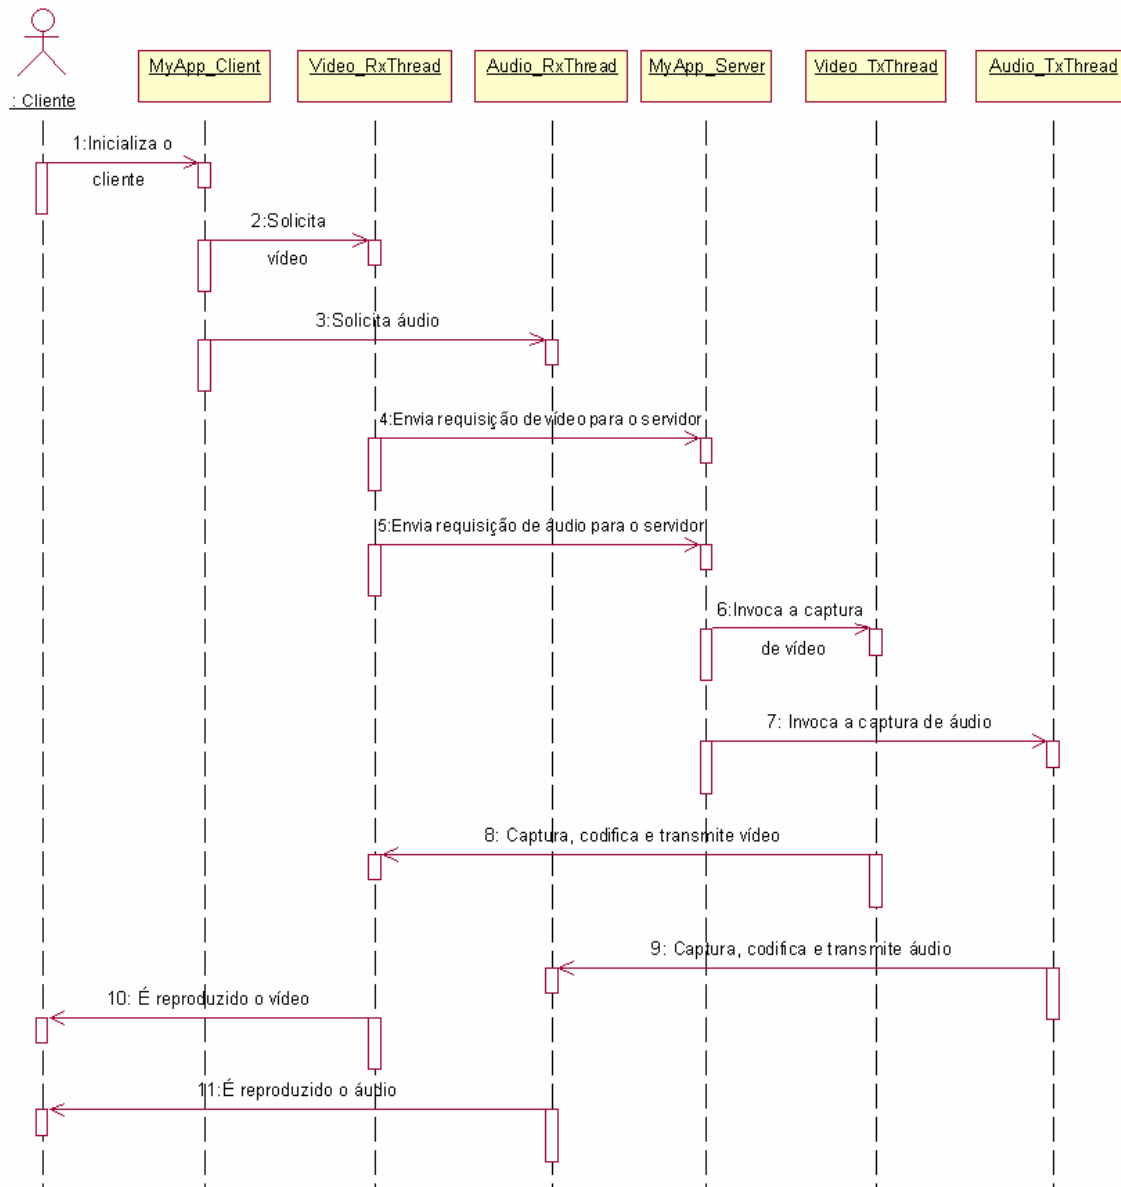 : Cliente
MyApp_Client
Video_RxThread
Audio_RxThread
MyApp_Server
Video_TxThread
Audio_TxThread
1:Inicializa o
cliente
2:Solicita
vídeo
3:Solicita áudio
4:Envia requisição de vídeo para o servidor
5:Envia requisição de áudio para o servidor
6:Invoca a captura
de vídeo
7: Invoca a captura de áudio
8: Captura, codifica e transmite vídeo
9: Captura, codifica e transmite áudio
10: É reproduzido o vídeo
11:É reproduzido o áudio